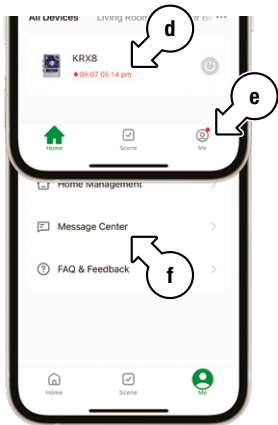 All Devices Living Room
d
KRX8
09-07 05:14 pm
e
Home Scene Me
Home Management
Message Center
FAQ & Feedback
f
Home Scene Me